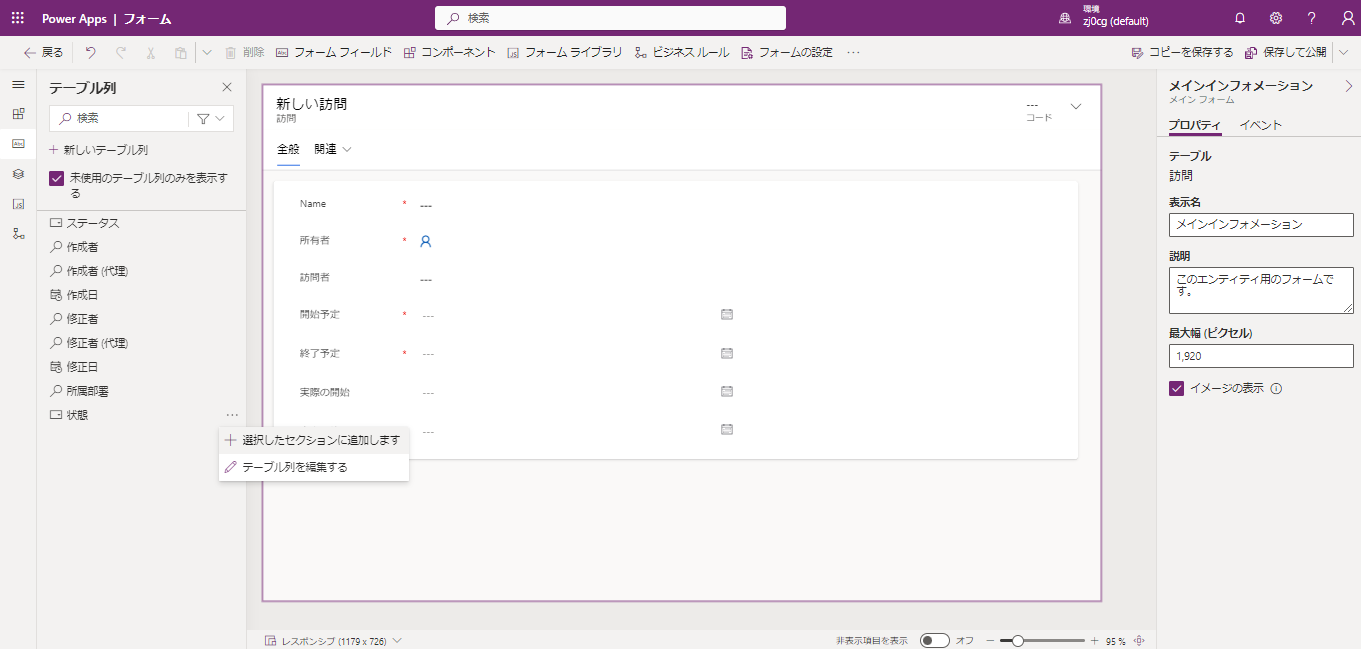 Power Apps | フォーム
検索
環境
zj0cg (default)
戻る
削除
フォーム フィールド
コンポーネント
フォーム ライブラリ
ビジネス ルール
フォームの設定
コピーを保存する
保存して公開
テーブル列
検索
新しいテーブル列
未使用のテーブル列のみを表示す
る
ステータス
作成者
作成者 (代理)
作成日
修正者
修正者 (代理)
修正日
所属部署
状態
選択したセクションに追加します
テーブル列を編集する
新しい訪問
訪問
---
コード
全般
関連
Name * ---
所有者 *
訪問者 ---
開始予定 * ---
終了予定 * ---
実際の開始 ---
---
レスポンシブ (1179 x 726)
非表示項目を表示
オフ
95 %
メインインフォメーション
メイン フォーム
プロパティ
イベント
テーブル
訪問
表示名
メインインフォメーション
説明
このエンティティ用のフォームで
す。
最大幅 (ピクセル)
1,920
イメージの表示